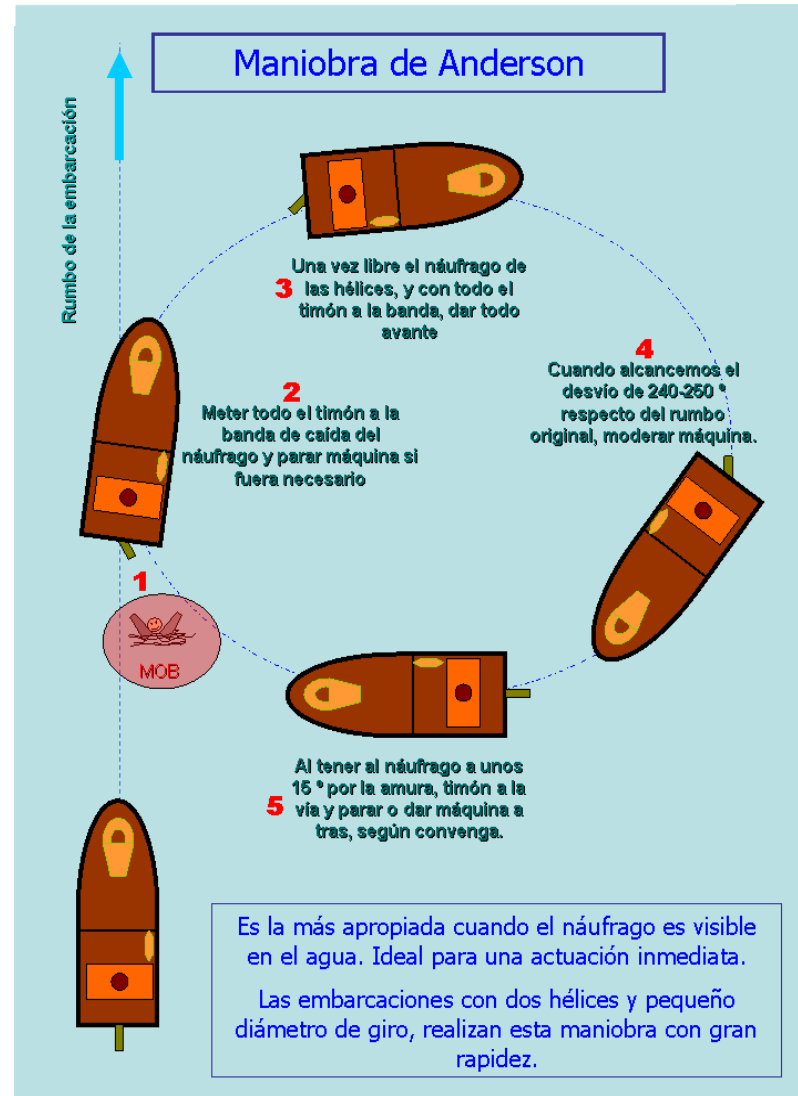 Maniobra de Anderson
Rumbo de la embarcación
3
Una vez libre el náufrago de
las hélices, y con todo el
timón a la banda, dar todo
avante
4
Cuando alcancemos el
desvío de 240-250 º
respecto del rumbo
original, moderar máquina.
2
Meter todo el timón a la
banda de caída del
náufrago y parar máquina si
fuera necesario
1
MOB
5
Al tener al náufrago a unos
15 º por la amura, timón a la
vía y parar o dar máquina a
tras, según convenga.
Es la más apropiada cuando el náufrago es visible
en el agua. Ideal para una actuación inmediata.
Las embarcaciones con dos hélices y pequeño
diámetro de giro, realizan esta maniobra con gran
rapidez.